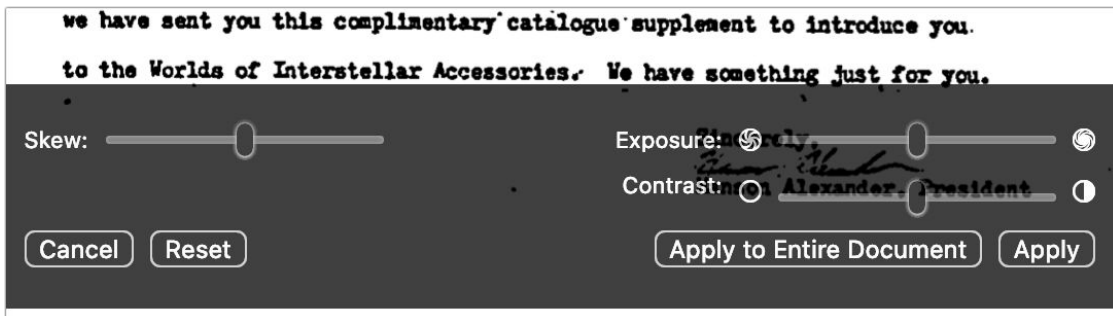 we have sent you this complimentary catalogue supplement to introduce you
to the Worlds of Interstellar Accessories. We have something just for you.
Skew:
Exposure:
Sincerely,
Contrast:
Alexander, President
Cancel Reset Apply to Entire Document Apply